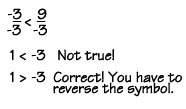 -3/-3 < 9/-3
1 < -3 Not true!
1 > -3 Correct! You have to
reverse the symbol.